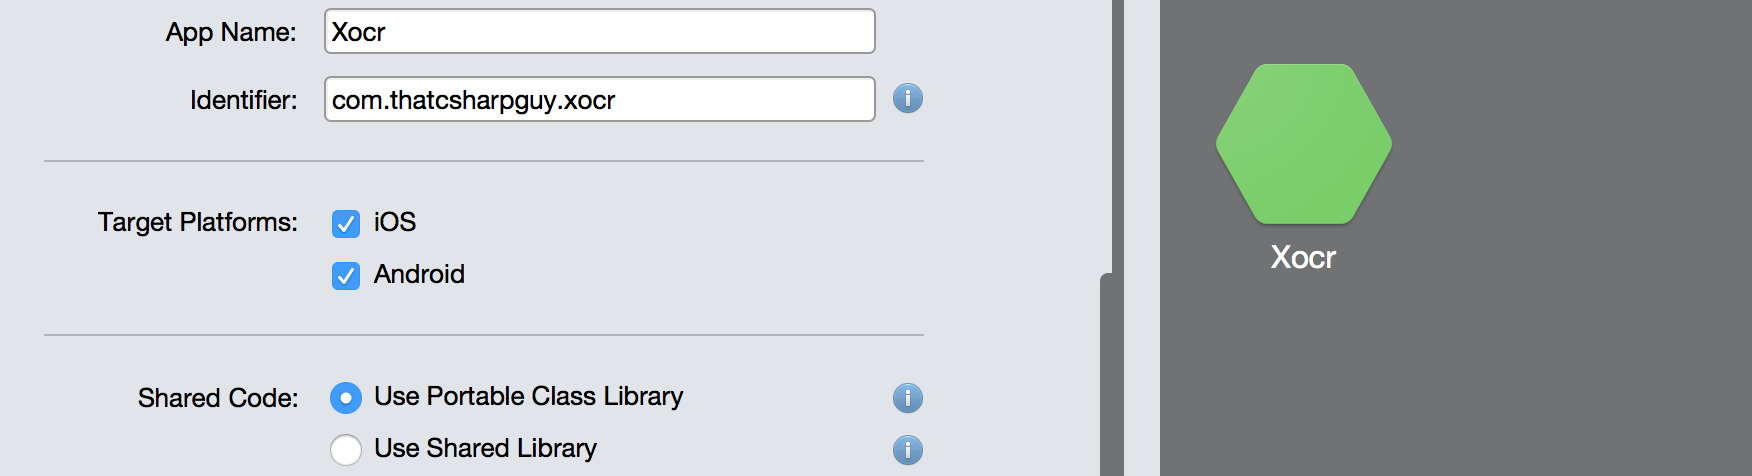 App Name: Xocr
Identifier: com.thatcsharpguy.xocr
Target Platforms: iOS
Android
Shared Code: Use Portable Class Library
Use Shared Library
Xocr